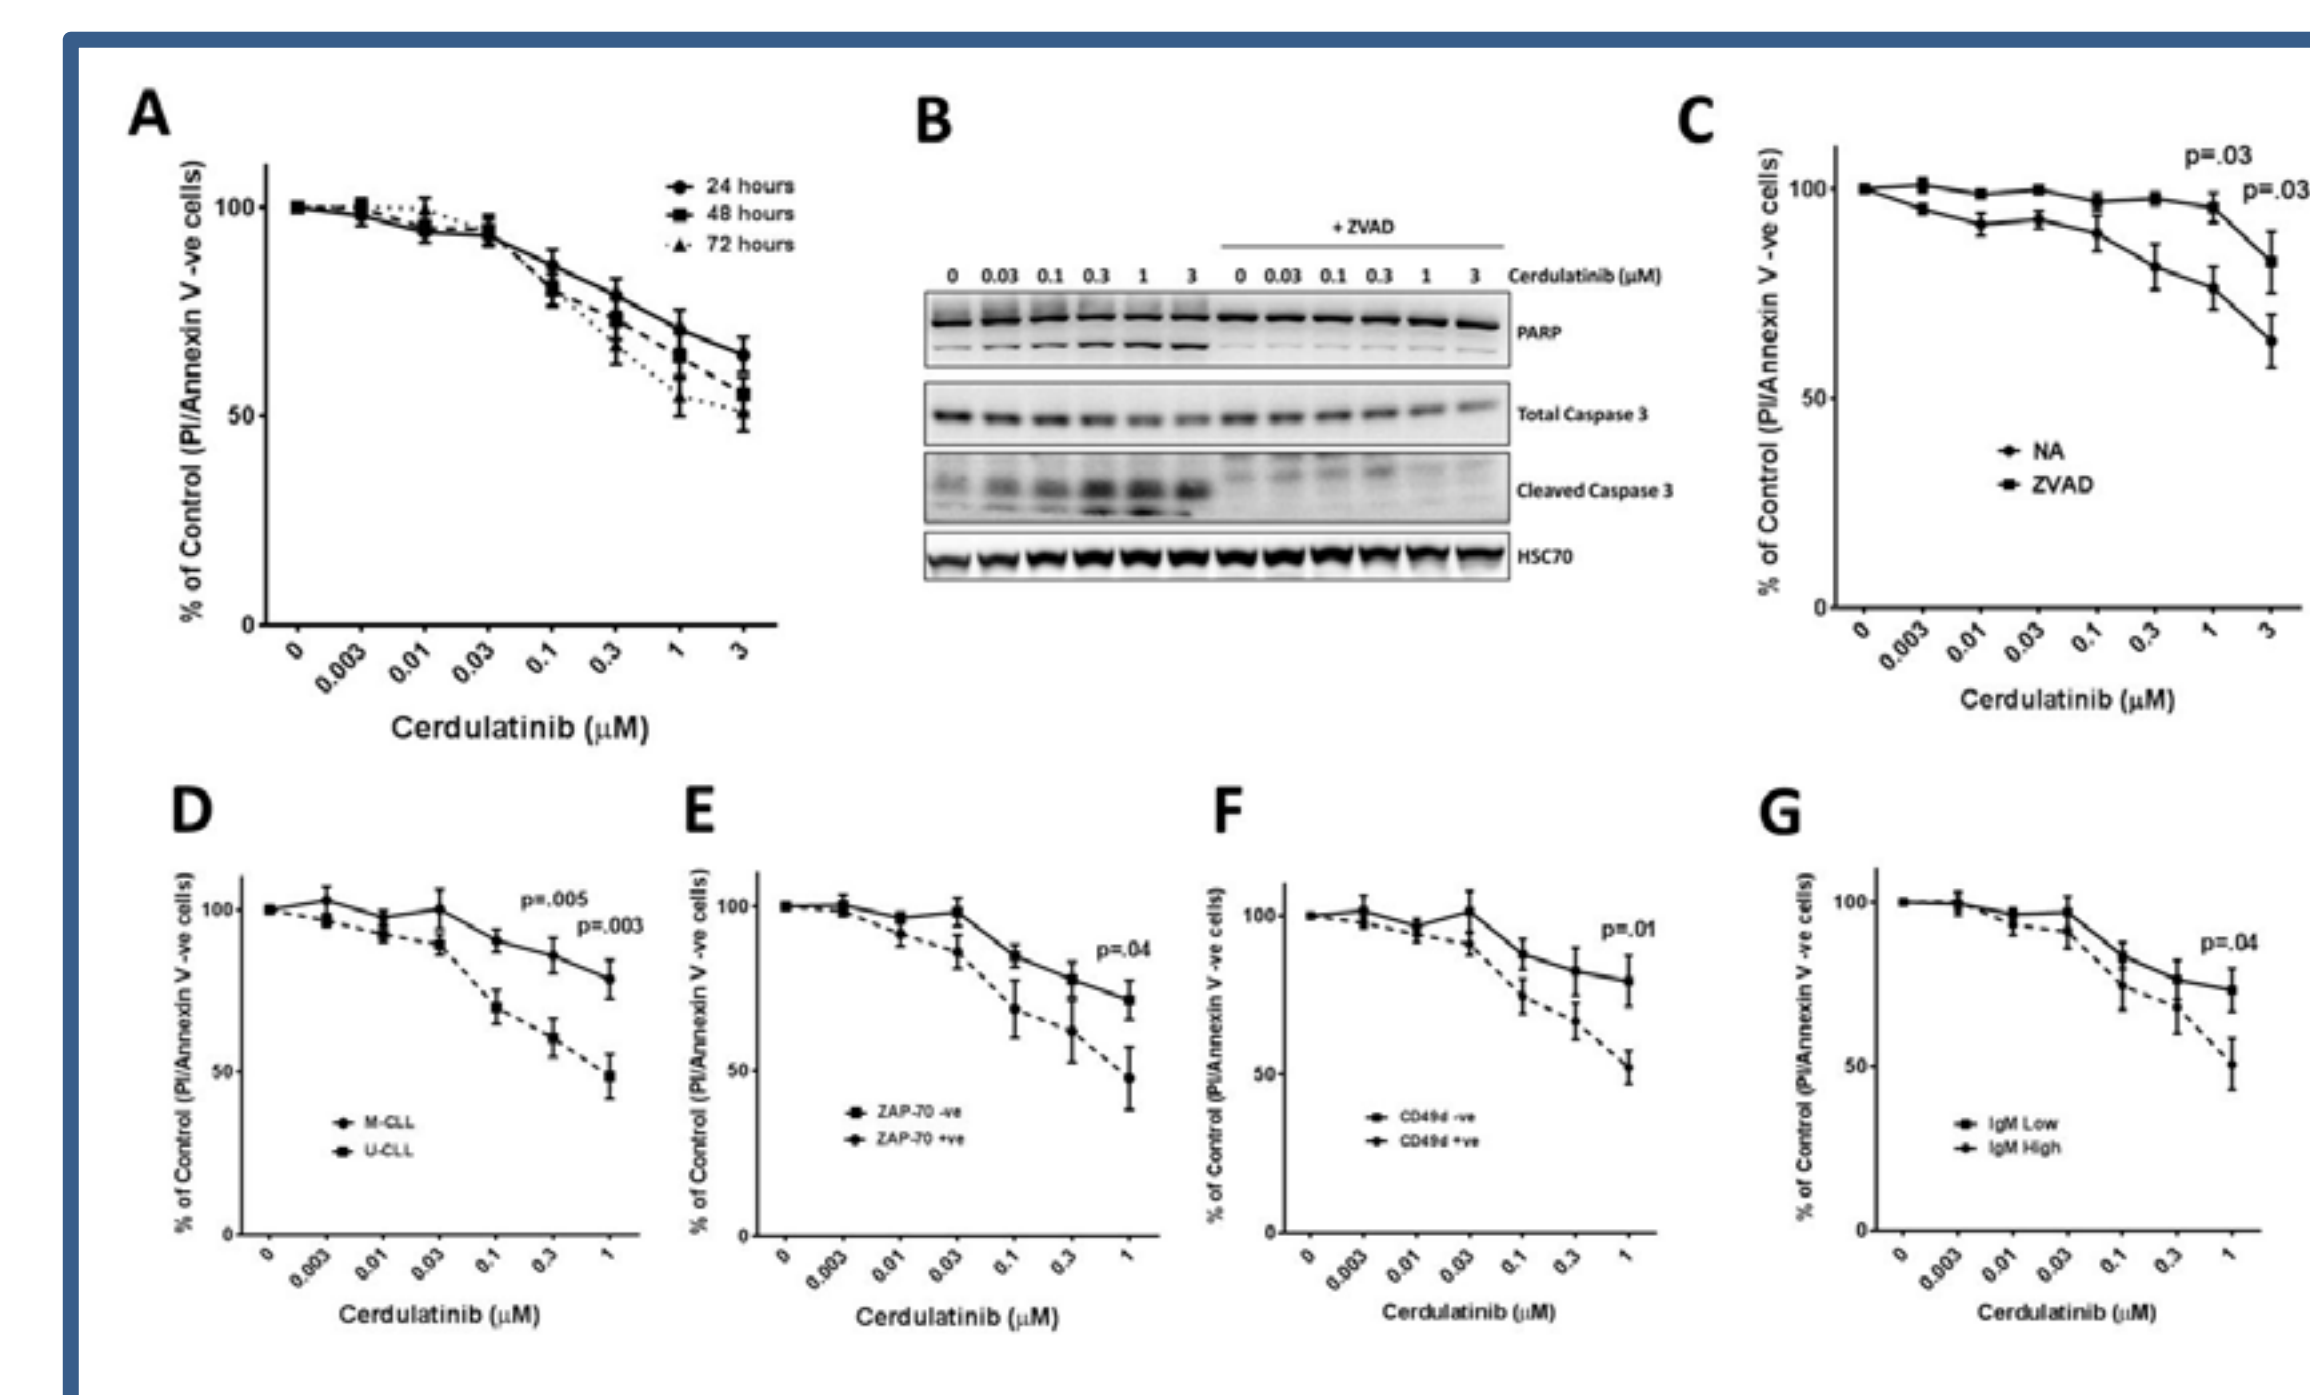 A
% of Control (PI/Annexin V -ve cells)
100
50
0
24 hours
48 hours
72 hours
0 0.003 0.01 0.03 0.1 0.3 1 3
Cerdulatinib (μM)
B
+ ZVAD
0 0.03 0.1 0.3 1 3 0 0.03 0.1 0.3 1 3 Cerdulatinib (μM)
PARP
Total Caspase 3
Cleaved Caspase 3
HSC70
C
% of Control (PI/Annexin V -ve cells)
p=.03
p=.03
100
50
0
NA
ZVAD
0 0.003 0.01 0.03 0.1 0.3 1 3
Cerdulatinib (μM)
D
% of Control (PI/Annexin V -ve cells)
100
50
0
p=.005
p=.003
M-CLL
U-CLL
0 0.003 0.01 0.03 0.1 0.3 1
Cerdulatinib (μM)
E
% of Control (PI/Annexin V -ve cells)
100
50
0
p=.04
ZAP-70 -ve
ZAP-70 +ve
0 0.003 0.01 0.03 0.1 0.3 1
Cerdulatinib (μM)
F
% of Control (PI/Annexin V -ve cells)
100
50
0
p=.01
CD49d -ve
CD49d +ve
0 0.003 0.01 0.03 0.1 0.3 1
Cerdulatinib (μM)
G
% of Control (PI/Annexin V -ve cells)
100
50
0
p=.04
IgM Low
IgM High
0 0.003 0.01 0.03 0.1 0.3 1
Cerdulatinib (μM)